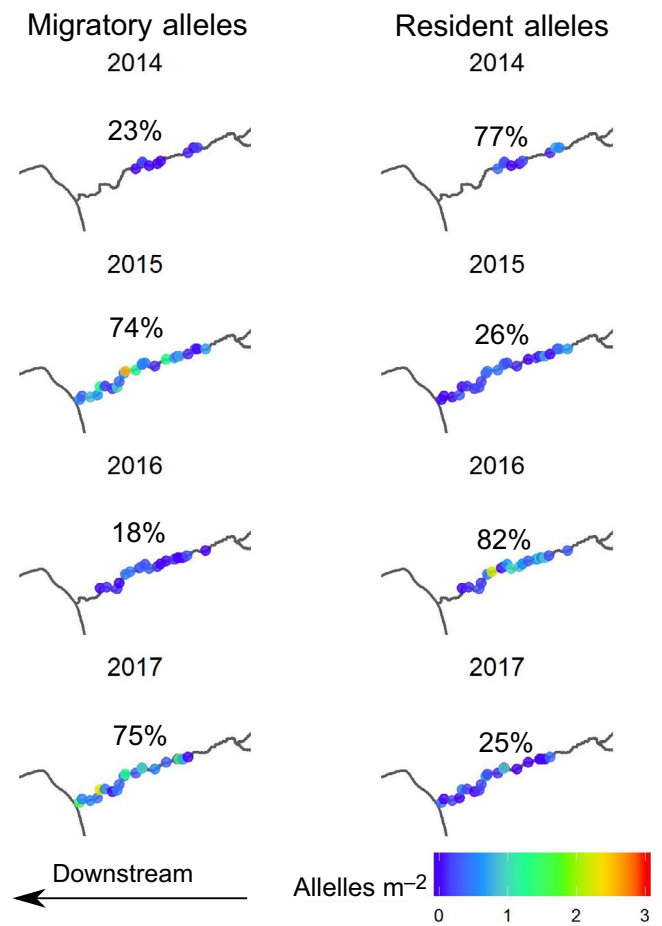 Migratory alleles Resident alleles
2014 2014
23% 77%
2015 2015
74% 26%
2016 2016
18% 82%
2017 2017
75% 25%
Downstream
Allelles m–2
0 1 2 3